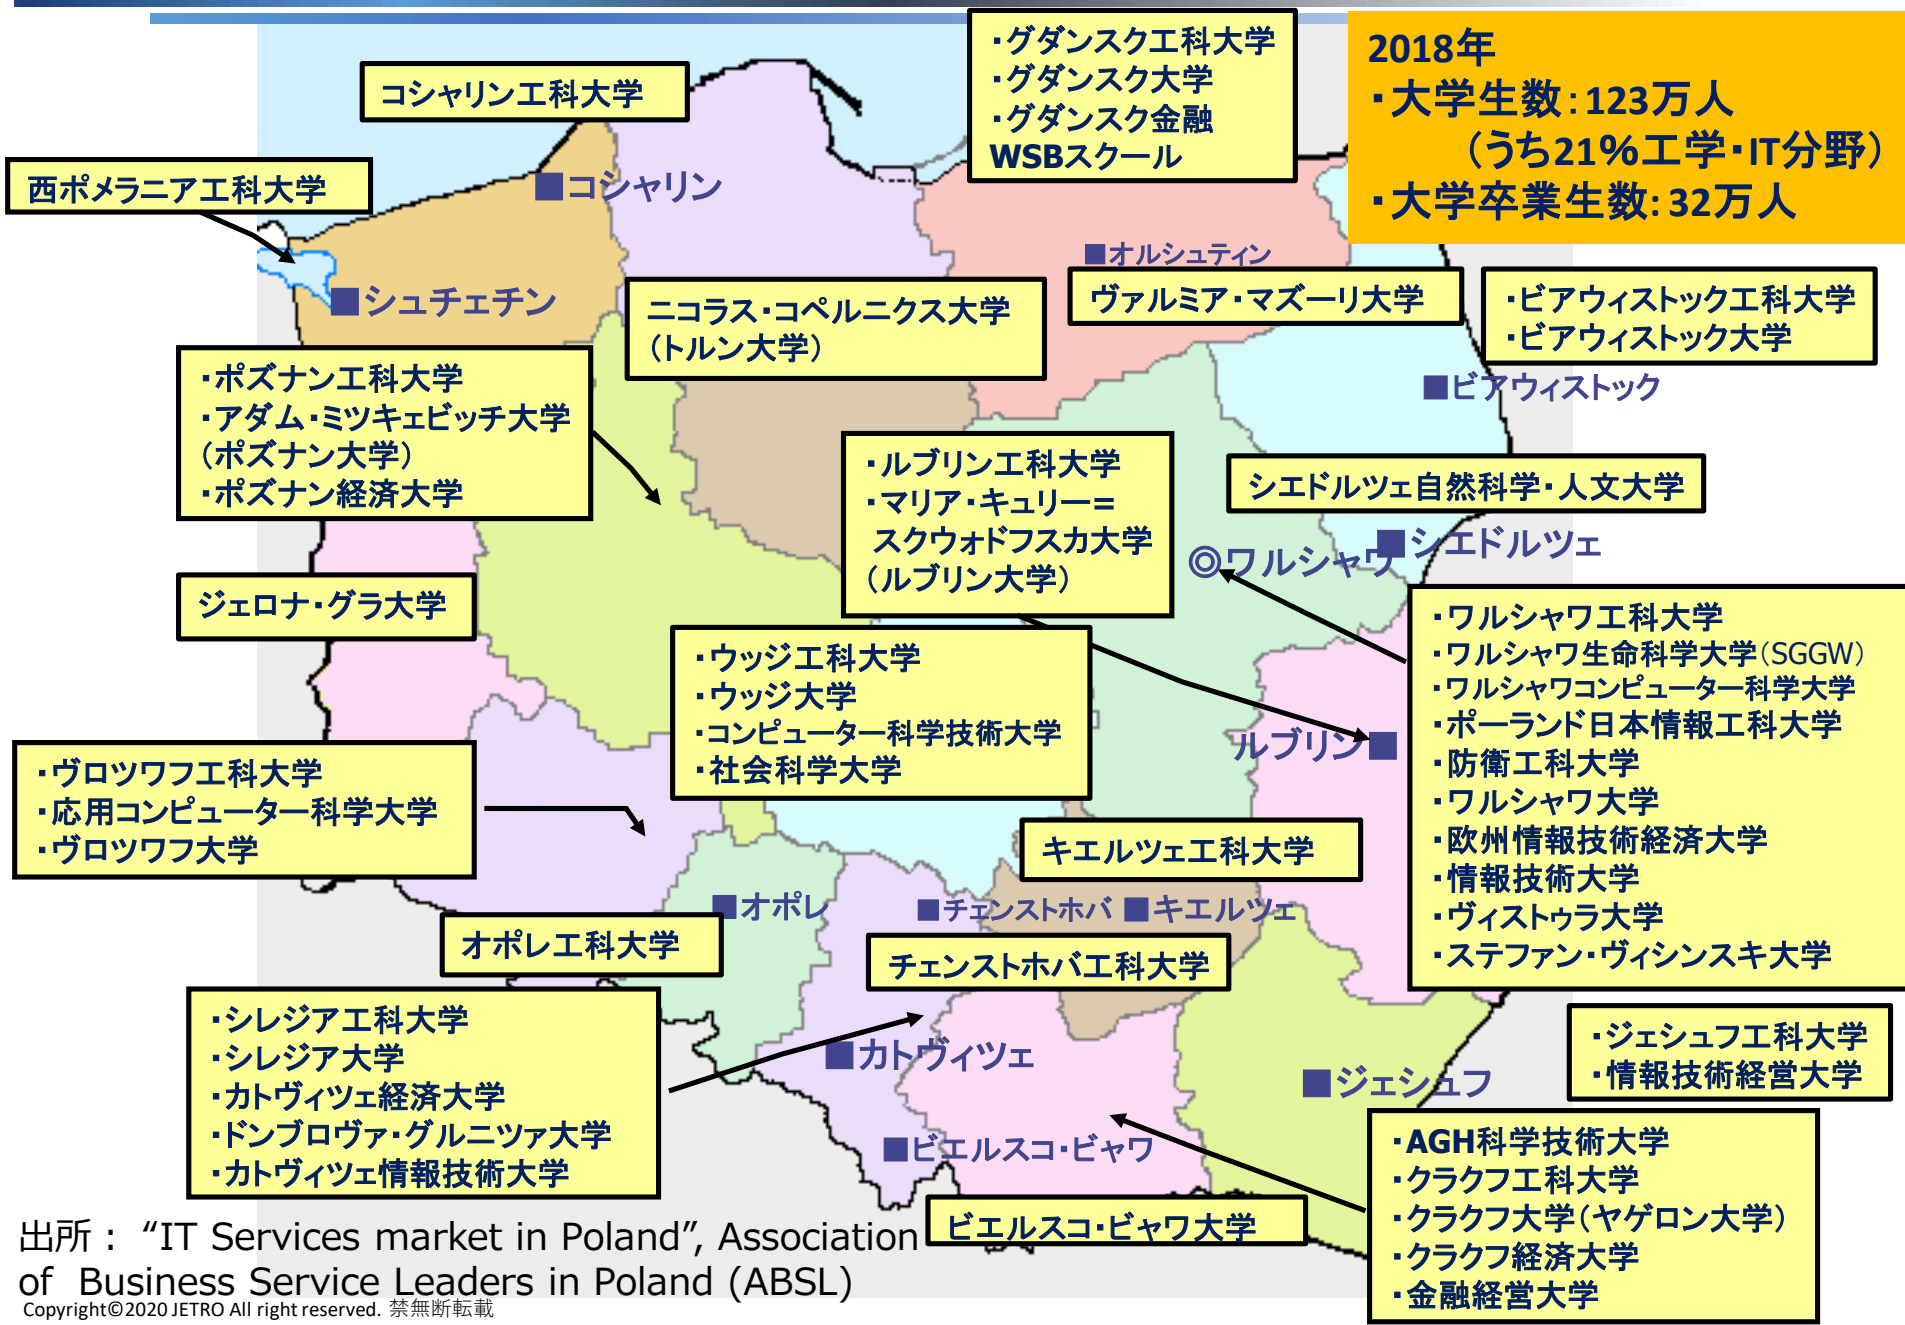 ・グダンスク工科大学
・グダンスク大学
・グダンスク金融
WSBスクール
2018年
・大学生数：123万人
（うち21%工学・IT分野）
・大学卒業生数：32万人
コシャリン工科大学
西ポメラニア工科大学
■コシャリン
■オルシュティン
ヴァルミア・マズーリ大学
・ビアウィストック工科大学
・ビアウィストック大学
■シュチェチン
ニコラス・コペルニクス大学
（トルン大学）
・ポズナン工科大学
・アダム・ミツキェビッチ大学
（ポズナン大学）
・ポズナン経済大学
■ビアウィストック
・ルブリン工科大学
・マリア・キュリー＝
スクウォドフスカ大学
（ルブリン大学）
シエドルツェ自然科学・人文大学
◎ワルシャワ
■シエドルツェ
ジェロナ・グラ大学
・ウッジ工科大学
・ウッジ大学
・コンピューター科学技術大学
・社会科学大学
・ワルシャワ工科大学
・ワルシャワ生命科学大学（SGGW）
・ワルシャワコンピューター科学大学
・ポーランド日本情報工科大学
・防衛工科大学
・ワルシャワ大学
・欧州情報技術経済大学
・情報技術大学
・ヴィストゥラ大学
・ステファン・ヴィシンスキ大学
ルブリン■
・ヴロツワフ工科大学
・応用コンピューター科学大学
・ヴロツワフ大学
キエルツェ工科大学
■オポレ
■チェンストホバ
■キエルツェ
オポレ工科大学
チェンストホバ工科大学
・シレジア工科大学
・シレジア大学
・カトヴィツェ経済大学
・ドンブロヴァ・グルニツァ大学
・カトヴィツェ情報技術大学
■カトヴィツェ
■ジェシュフ
・ジェシュフ工科大学
・情報技術経営大学
■ビエルスコ・ビャワ
ビエルスコ・ビャワ大学
・AGH科学技術大学
・クラクフ工科大学
・クラクフ大学（ヤゲロン大学）
・クラクフ経済大学
・金融経営大学
出所： “IT Services market in Poland”, Association
of Business Service Leaders in Poland (ABSL)
Copyright©2020 JETRO All right reserved. 禁無断転載